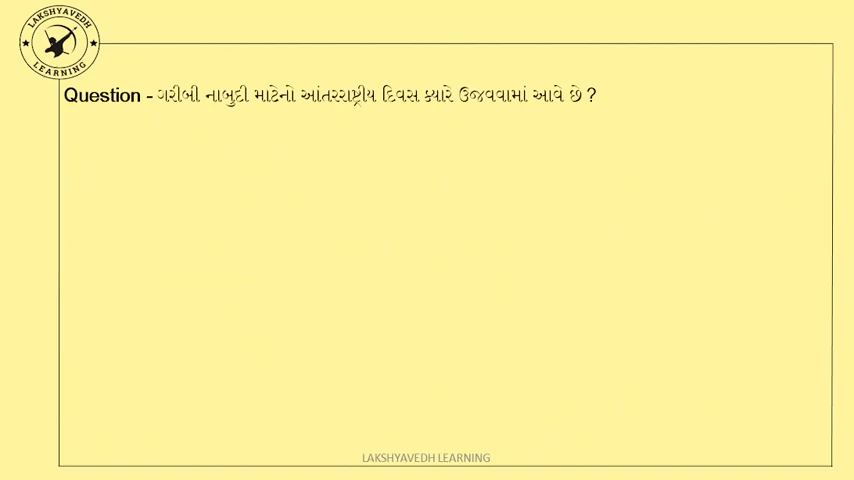 LAKSHYAVEDH
LEARNING
Question - ગરીબી નાબુદી માટેનો આંતરરાષ્ટ્રીય દિવસ ક્યારે ઉજવવામાં આવે છે ?
LAKSHYAVEDH LEARNING